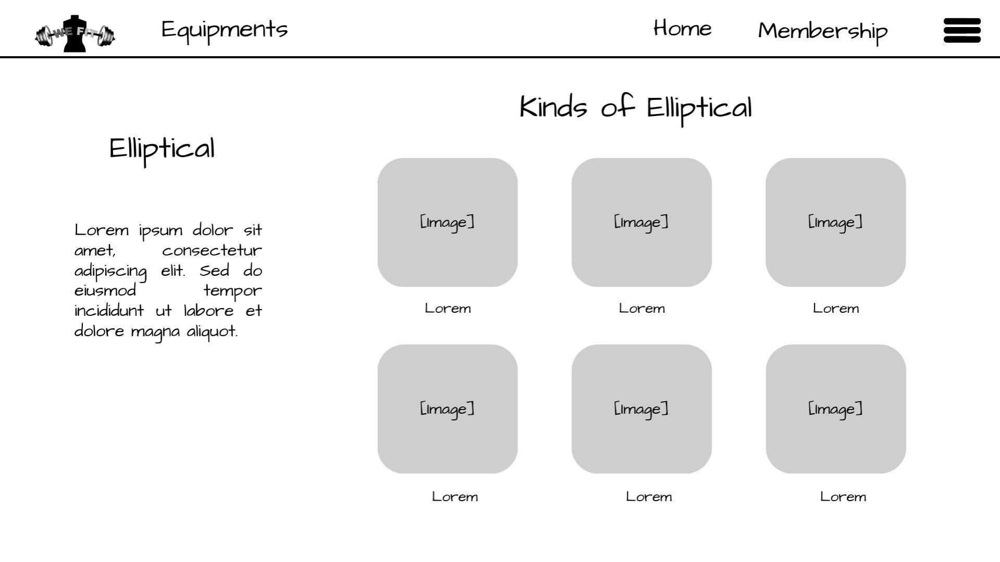 WE FIT
Equipments
Home
Membership
Kinds of Elliptical
Elliptical
Lorem ipsum dolor sit
amet, consectetur
adipiscing elit. Sed do
eiusmod tempor
incididunt ut labore et
dolore magna aliquot.
[Image]
[Image]
[Image]
Lorem
Lorem
Lorem
[Image]
[Image]
[Image]
Lorem
Lorem
Lorem